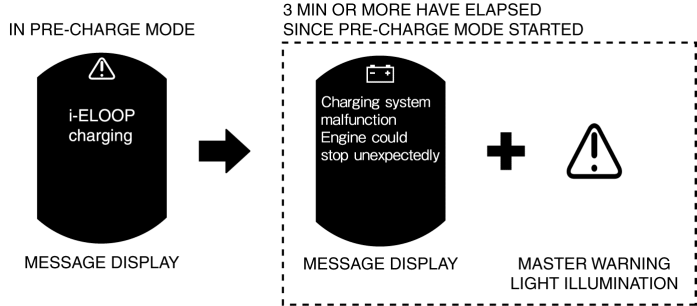 IN PRE-CHARGE MODE
i-ELOOP
charging
MESSAGE DISPLAY
3 MIN OR MORE HAVE ELAPSED
SINCE PRE-CHARGE MODE STARTED
Charging system
malfunction
Engine could
stop unexpectedly
MESSAGE DISPLAY
MASTER WARNING
LIGHT ILLUMINATION